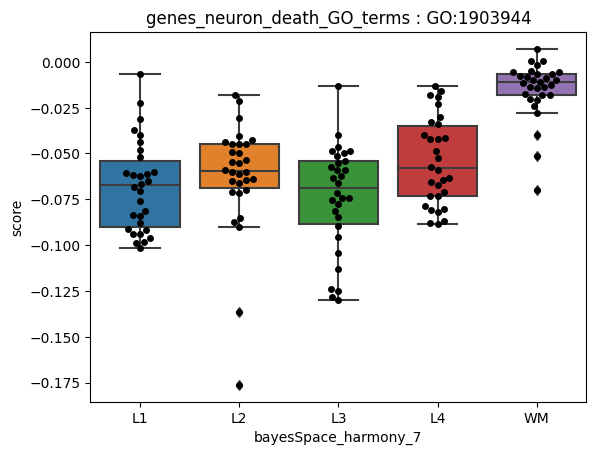 genes_neuron_death_GO_terms : GO:1903944
0.000
−0.025
−0.050
−0.075
−0.100
−0.125
−0.150
−0.175
score
L1 L2 L3 L4 WM
bayesSpace_harmony_7